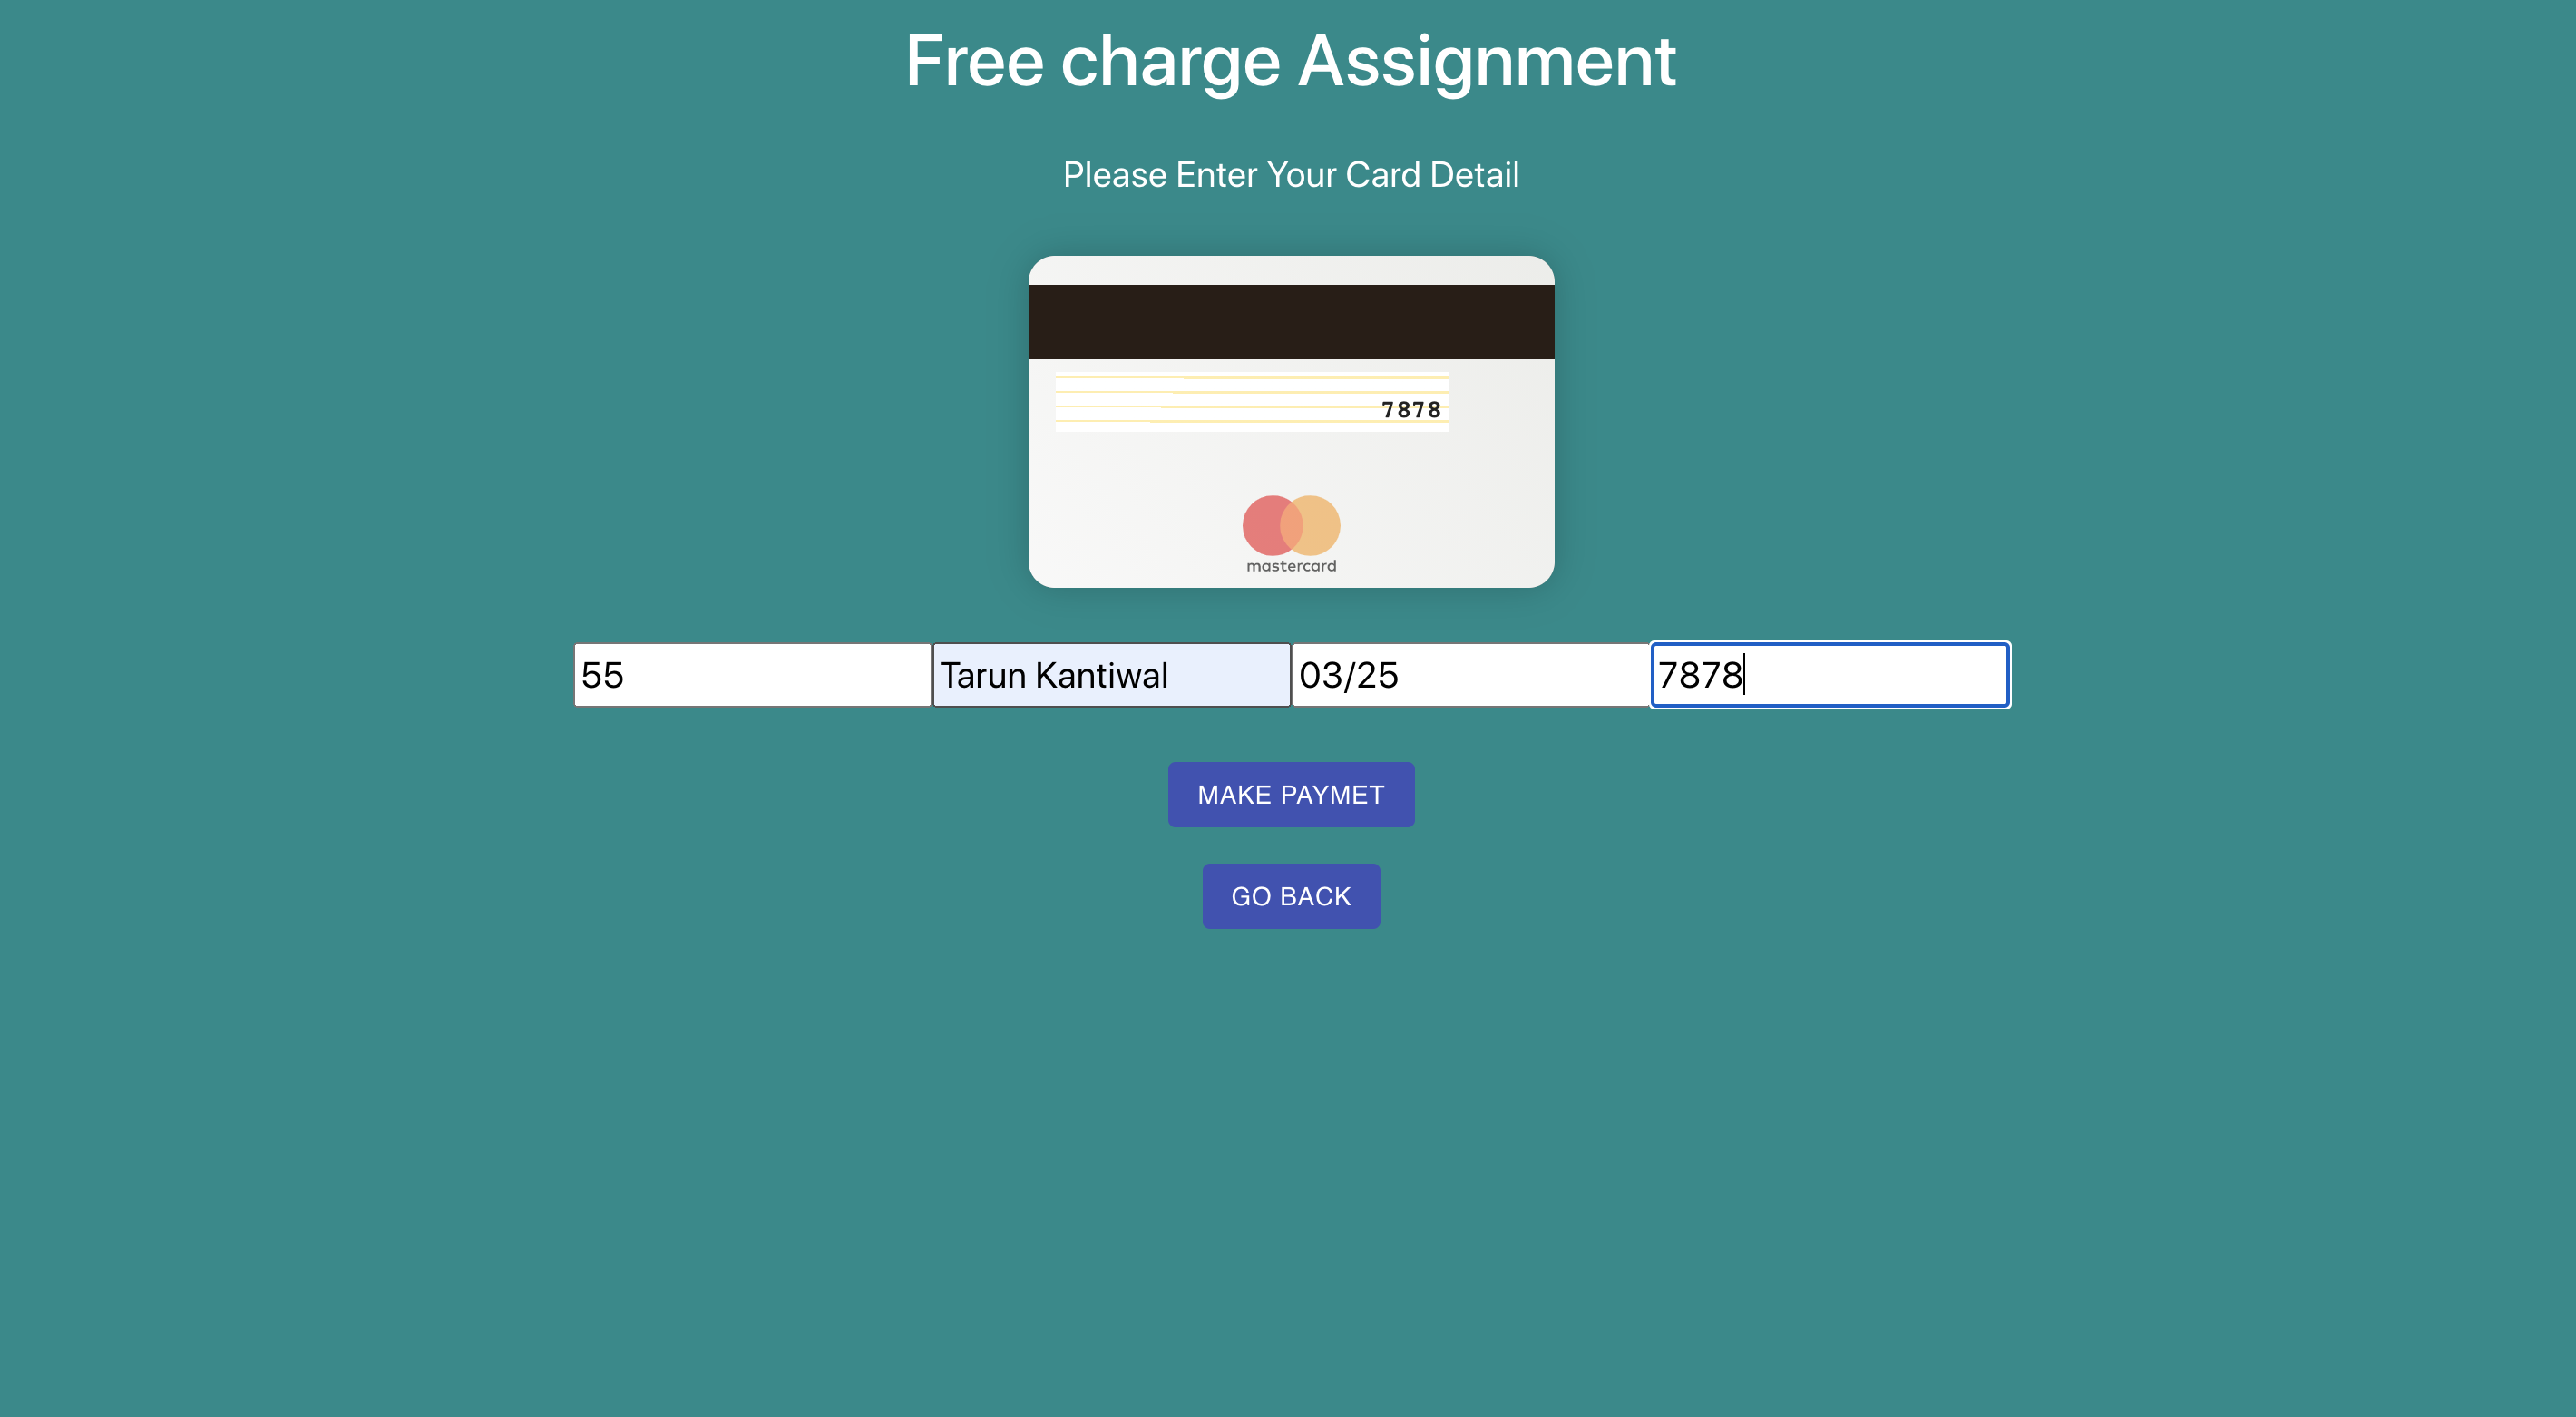 Free charge Assignment
Please Enter Your Card Detail
7878
mastercard
55 Tarun Kantiwal 03/25 7878
MAKE PAYMET
GO BACK